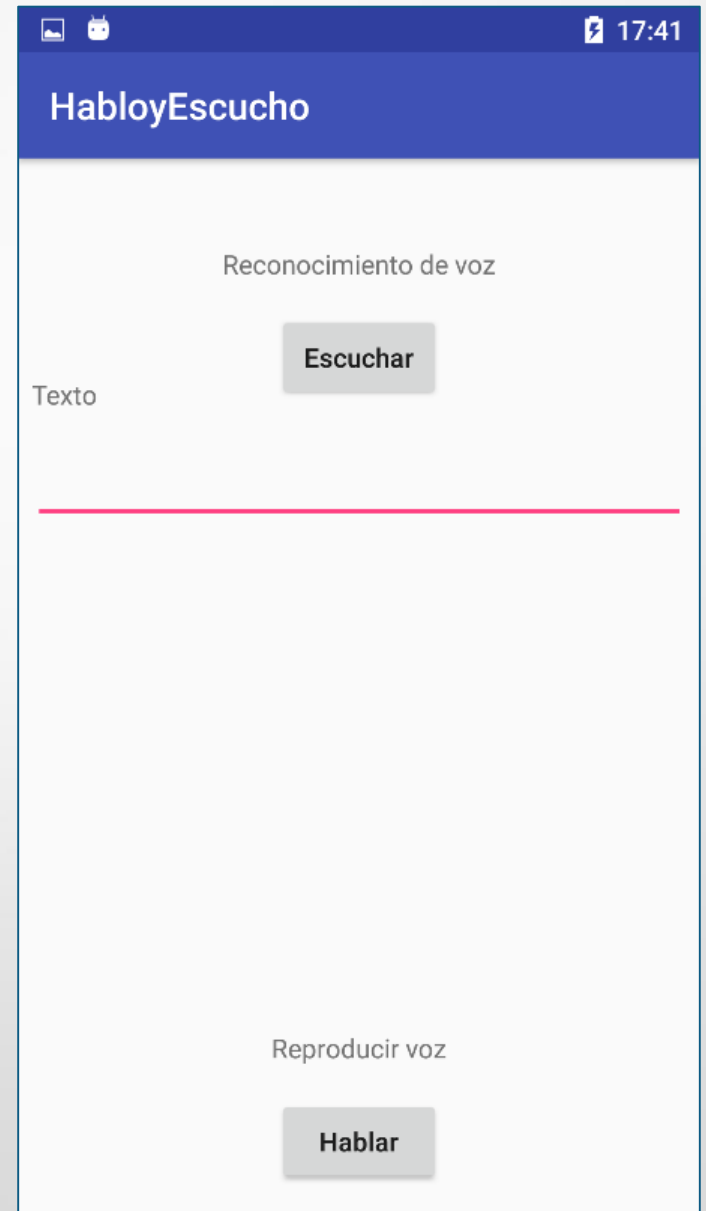 17:41
HabloyEscucho
Reconocimiento de voz
Escuchar
Texto
Reproducir voz
Hablar